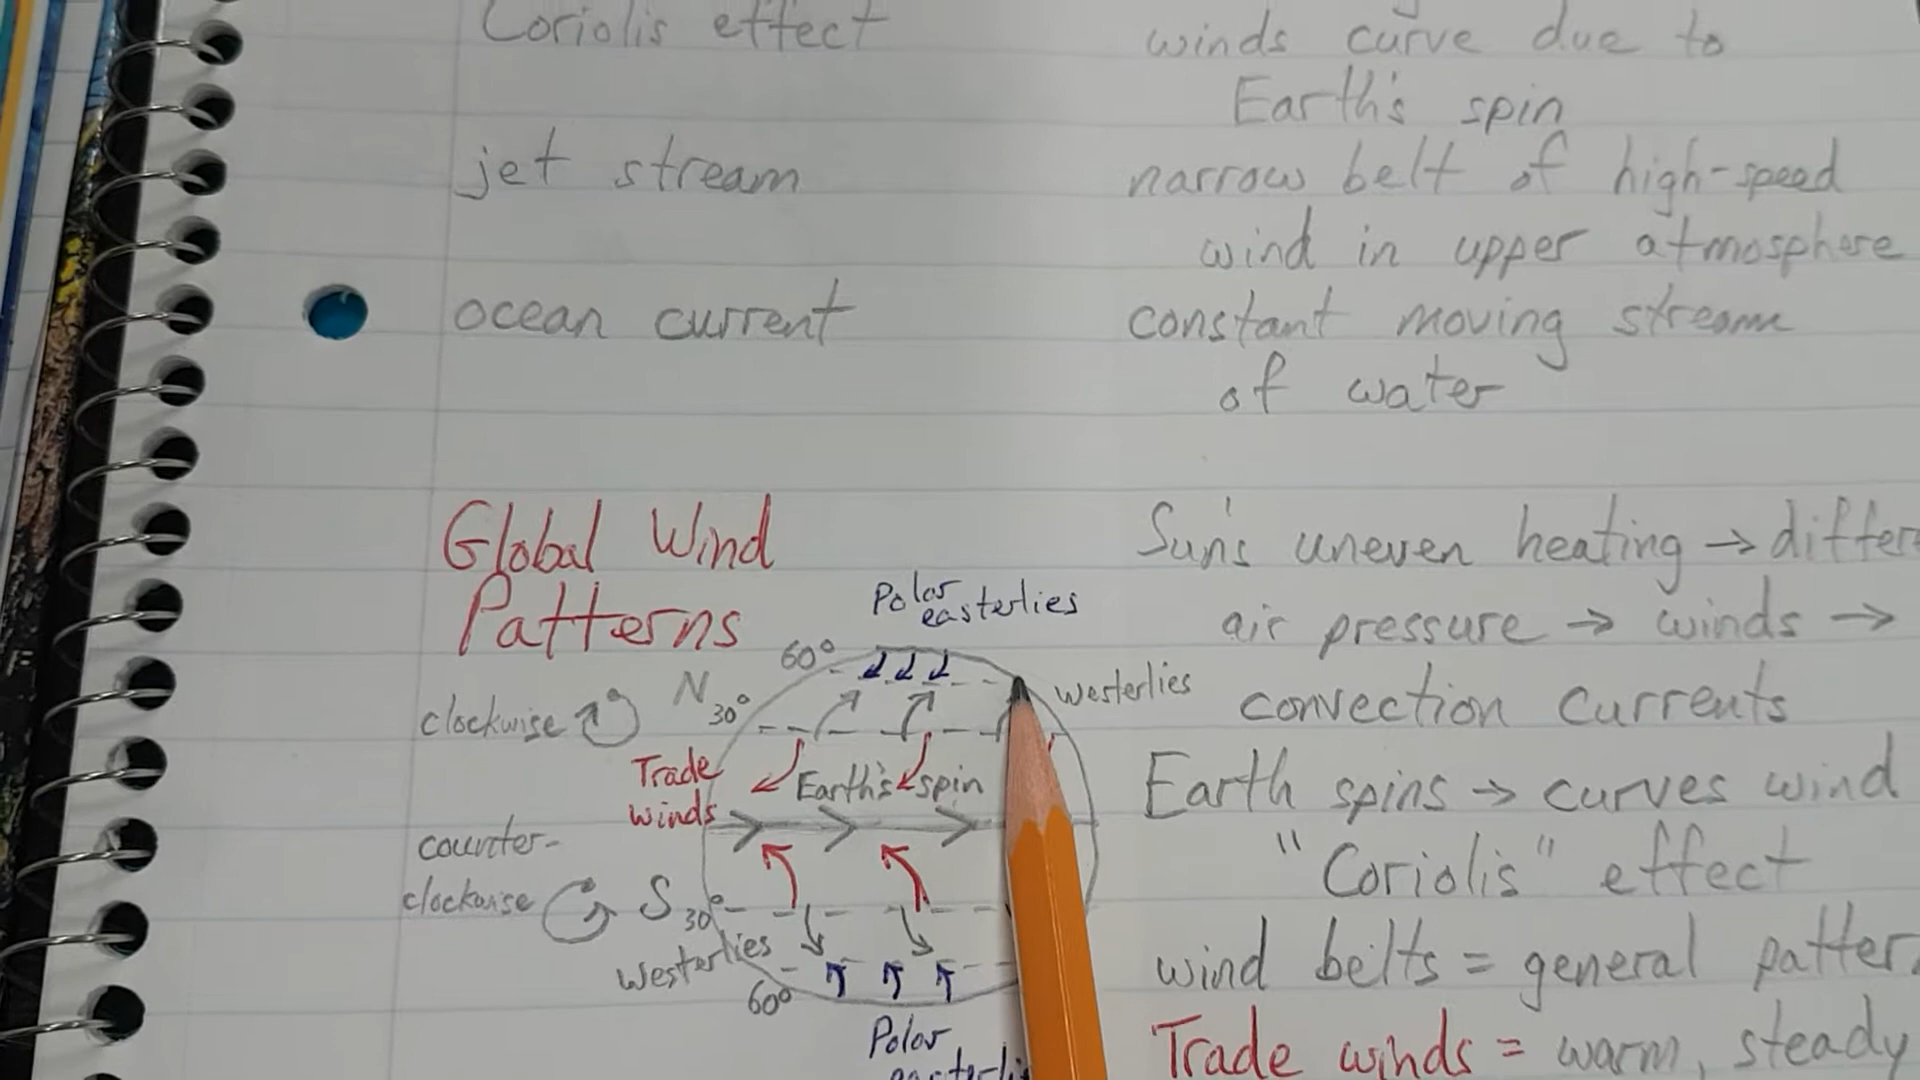 Coriolis effect
winds curve due to
Earth's spin
jet stream
narrow belt of high-speed
wind in upper atmosphere
ocean current
constant moving stream
of water
Global Wind
Patterns
Polar
easterlies
60°
N
30°
clockwise
Westerlies
Trade
winds
Earth's spin
counter-
clockwise
S 30°
Westerlies
60°
Polar
Sun's uneven heating →
air pressure → winds →
convection currents
Earth spins → curves wind
"Coriolis" effect
wind belts = general
Trade winds = warm, steady